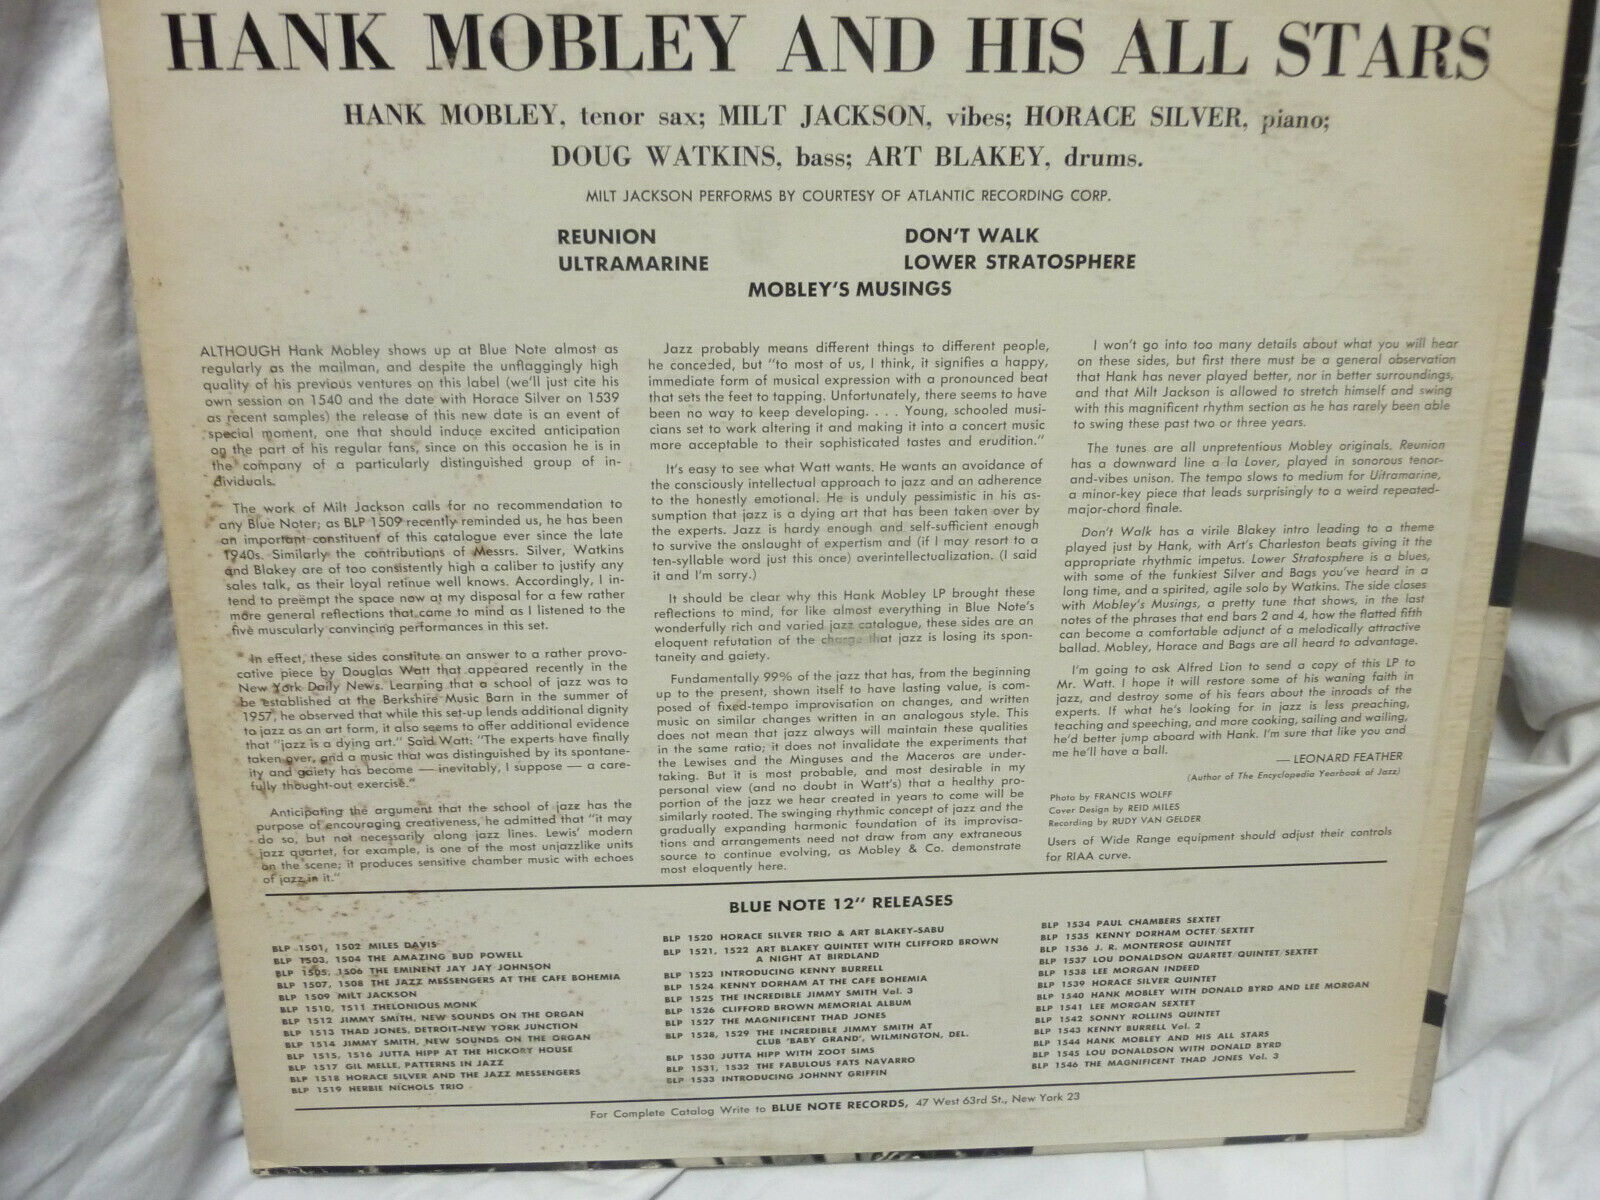 HANK MOBLEY AND HIS ALL STARS
HANK MOBLEY, tenor sax; MILT JACKSON, vibes; HORACE SILVER, piano;
DOUG WATKINS, bass; ART BLAKEY, drums.
MILT JACKSON PERFORMS BY COURTESY OF ATLANTIC RECORDING CORP.
REUNION
ULTRAMARINE
DON'T WALK
LOWER STRATOSPHERE
MOBLEY'S MUSINGS
ALTHOUGH Hank Mobley shows up at Blue Note almost as
regularly as the mailman, and despite the unflaggingly high
quality of his previous ventures on this label (we'll just cite his
own session on 1540 and the date with Horace Silver on 1539
as recent samples) the release of this new date is an event of
special moment, one that should induce excited anticipation
on the part of his regular fans, since on this occasion he is in
the company of a particularly distinguished group of in-
dividuals.
The work of Milt Jackson calls for no recommendation to
any Blue Noter; as BLP 1509 recently reminded us, he has been
an important constituent of this catalogue ever since the late
1940s. Similarly the contributions of Messrs. Silver, Watkins
and Blakey are of too consistently high a caliber to justify any
sales talk, as their loyal retinue well knows. Accordingly, I in-
tend to preëmpt the space now at my disposal for a few rather
more general reflections that came to mind as I listened to the
five muscularly convincing performances in this set.
In effect, these sides constitute an answer to a rather provo-
cative piece by Douglas Watt that appeared recently in the
New York Daily News. Learning that a school of jazz was to
be established at the Berkshire Music Barn in the summer of
1957, he observed that while this set-up lends additional dignity
to jazz as an art form, it also seems to offer additional evidence
that "jazz is a dying art." Said Watt: "The experts have finally
taken over, and a music that was distinguished by its spontane-
ity and gaiety has become — inevitably, I suppose — a care-
fully thought-out exercise."
Anticipating the argument that the school of jazz has the
purpose of encouraging creativeness, he admitted that "it may
do so, but not necessarily along jazz lines. Lewis' modern
jazz quartet, for example, is one of the most unjazzlike units
on the scene; it produces sensitive chamber music with echoes
of jazz in it."
Jazz probably means different things to different people,
he conceded, but "to most of us, I think, it signifies a happy,
immediate form of musical expression with a pronounced beat
that sets the feet to tapping. Unfortunately, there seems to have
been no way to keep developing. . . . Young, schooled musi-
cians set to work altering it and making it into a concert music
more acceptable to their sophisticated tastes and erudition."
It's easy to see what Watt wants. He wants an avoidance of
the consciously intellectual approach to jazz and an adherence
to the honestly emotional. He is unduly pessimistic in his as-
sumption that jazz is a dying art that has been taken over by
the experts. Jazz is hardy enough and self-sufficient enough
to survive the onslaught of expertism and (if I may resort to a
ten-syllable word just this once) overintellectualization. (I said
it and I'm sorry.)
It should be clear why this Hank Mobley LP brought these
reflections to mind, for like almost everything in Blue Note's
wonderfully rich and varied jazz catalogue, these sides are an
eloquent refutation of the charge that jazz is losing its spon-
taneity and gaiety.
Fundamentally 99% of the jazz that has, from the beginning
up to the present, shown itself to have lasting value, is com-
posed of fixed-tempo improvisation on changes, and written
music on similar changes written in an analogous style. This
does not mean that jazz always will maintain these qualities
in the same ratio; it does not invalidate the experiments that
the Lewises and the Minguses and the Maceros are under-
taking. But it is most probable, and most desirable in my
personal view (and no doubt in Watt's) that a healthy pro-
portion of the jazz we hear created in years to come will be
similarly rooted. The swinging rhythmic concept of jazz and the
gradually expanding harmonic foundation of its improvisa-
tions and arrangements need not draw from any extraneous
source to continue evolving, as Mobley & Co. demonstrate
most eloquently here.
I won't go into too many details about what you will hear
on these sides, but first there must be a general observation
that Hank has never played better, nor in better surroundings,
and that Milt Jackson is allowed to stretch himself and swing
with this magnificent rhythm section as he has rarely been able
to swing these past two or three years.
The tunes are all unpretentious Mobley originals. Reunion
has a downward line a la Lover, played in sonorous tenor-
and-vibes unison. The tempo slows to medium for Ultramarine,
a minor-key piece that leads surprisingly to a weird repeated-
major-chord finale.
Don't Walk has a virile Blakey intro leading to a theme
played just by Hank, with Art's Charleston beats giving it the
appropriate rhythmic impetus. Lower Stratosphere is a blues,
with some of the funkiest Silver and Bags you've heard in a
long time, and a spirited, agile solo by Watkins. The side closes
with Mobley's Musings, a pretty tune that shows, in the last
notes of the phrases that end bars 2 and 4, how the flatted fifth
can become a comfortable adjunct of a melodically attractive
ballad. Mobley, Horace and Bags are all heard to advantage.
I'm going to ask Alfred Lion to send a copy of this LP to
Mr. Watt. I hope it will restore some of his waning faith in
jazz, and destroy some of his fears about the inroads of the
experts. If what he's looking for in jazz is less preaching,
teaching and speeching, and more cooking, sailing and wailing,
he'd better jump aboard with Hank. I'm sure that like you and
me he'll have a ball.
— LEONARD FEATHER
(Author of The Encyclopedia Yearbook of Jazz)
Photo by FRANCIS WOLFF
Cover Design by REID MILES
Recording by RUDY VAN GELDER
Users of Wide Range equipment should adjust their controls
for RIAA curve.
BLUE NOTE 12" RELEASES
BLP 1501, 1502 MILES DAVIS
BLP 1503, 1504 THE AMAZING BUD POWELL
BLP 1505, 1506 THE EMINENT JAY JAY JOHNSON
BLP 1507, 1508 THE JAZZ MESSENGERS AT THE CAFE BOHEMIA
BLP 1509 MILT JACKSON
BLP 1510, 1511 THELONIOUS MONK
BLP 1512 JIMMY SMITH, NEW SOUNDS ON THE ORGAN
BLP 1513 THAD JONES, DETROIT-NEW YORK JUNCTION
BLP 1514 JIMMY SMITH, NEW SOUNDS ON THE ORGAN
BLP 1515, 1516 JUTTA HIPP AT THE HICKORY HOUSE
BLP 1517 GIL MELLE, PATTERNS IN JAZZ
BLP 1518 HORACE SILVER AND THE JAZZ MESSENGERS
BLP 1519 HERBIE NICHOLS TRIO
BLP 1520 HORACE SILVER TRIO & ART BLAKEY-SABU
BLP 1521, 1522 ART BLAKEY QUINTET WITH CLIFFORD BROWN
A NIGHT AT BIRDLAND
BLP 1523 INTRODUCING KENNY BURRELL
BLP 1524 KENNY DORHAM AT THE CAFE BOHEMIA
BLP 1525 THE INCREDIBLE JIMMY SMITH Vol. 3
BLP 1526 CLIFFORD BROWN MEMORIAL ALBUM
BLP 1527 THE MAGNIFICENT THAD JONES
BLP 1528, 1529 THE INCREDIBLE JIMMY SMITH AT
CLUB 'BABY GRAND', WILMINGTON, DEL.
BLP 1530 JUTTA HIPP WITH ZOOT SIMS
BLP 1531, 1532 THE FABULOUS FATS NAVARRO
BLP 1533 INTRODUCING JOHNNY GRIFFIN
BLP 1534 PAUL CHAMBERS SEXTET
BLP 1535 KENNY DORHAM OCTET/SEXTET
BLP 1536 J. R. MONTEROSE QUINTET
BLP 1537 LOU DONALDSON QUARTET/QUINTET/SEXTET
BLP 1538 LEE MORGAN INDEED
BLP 1539 HORACE SILVER QUINTET
BLP 1540 HANK MOBLEY WITH DONALD BYRD AND LEE MORGAN
BLP 1541 LEE MORGAN SEXTET
BLP 1542 SONNY ROLLINS QUINTET
BLP 1543 KENNY BURRELL Vol. 2
BLP 1544 HANK MOBLEY AND HIS ALL STARS
BLP 1545 LOU DONALDSON WITH DONALD BYRD
BLP 1546 THE MAGNIFICENT THAD JONES Vol. 3
For Complete Catalog Write to BLUE NOTE RECORDS, 47 West 63rd St., New York 23